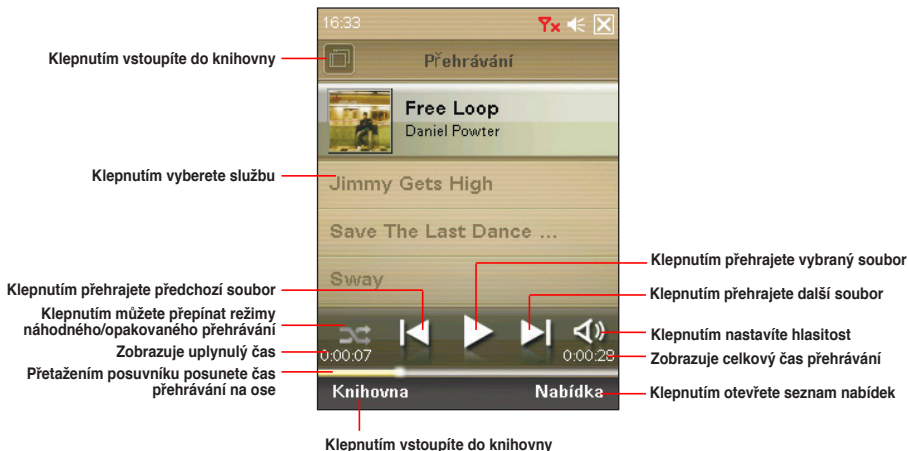 16:33
Klepnutím vstoupíte do knihovny
Přehrávání
Free Loop
Daniel Powter
Klepnutím vyberete službu
Jimmy Gets High
Save The Last Dance ...
Sway
Klepnutím přehrajete vybraný soubor
Klepnutím přehrajete předchozí soubor
Klepnutím přehrajete další soubor
Klepnutím můžete přepínat režimy
náhodného/opakovaného přehrávání
Klepnutím nastavíte hlasitost
Zobrazuje uplynulý čas
0:00:07
0:00:28
Zobrazuje celkový čas přehrávání
Přetažením posuvníku posunete čas
přehrávání na ose
Knihovna
Nabídka
Klepnutím otevřete seznam nabídek
Klepnutím vstoupíte do knihovny